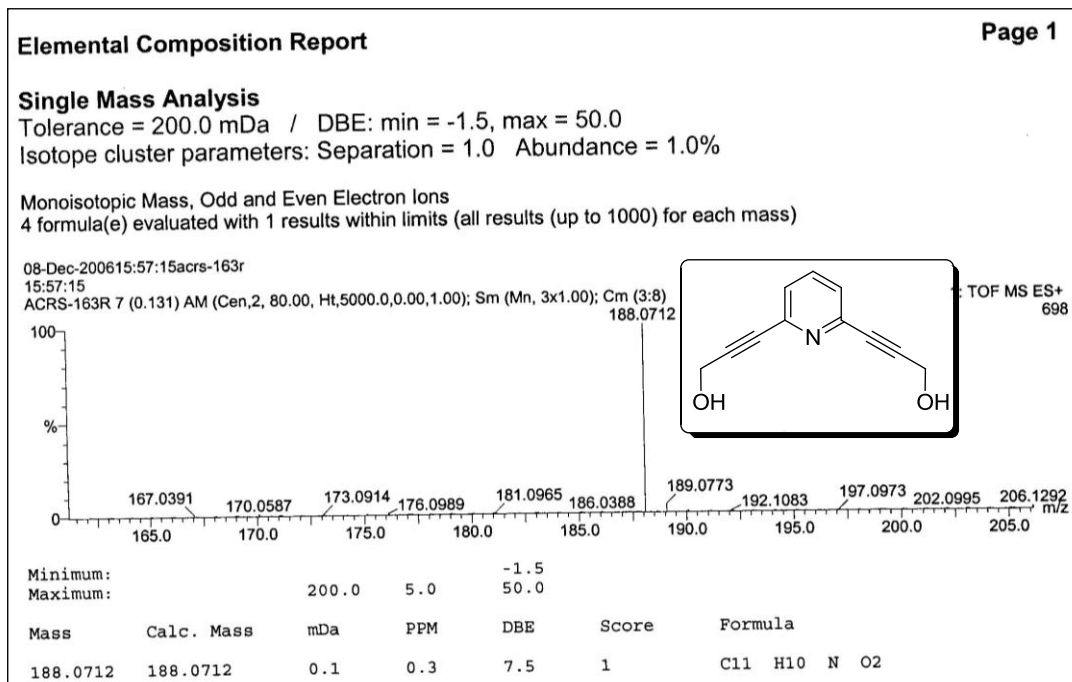 Elemental Composition Report
Page 1
Single Mass Analysis
Tolerance = 200.0 mDa / DBE: min = -1.5, max = 50.0
Isotope cluster parameters: Separation = 1.0 Abundance = 1.0%
Monoisotopic Mass, Odd and Even Electron Ions
4 formula(e) evaluated with 1 results within limits (all results (up to 1000) for each mass)
08-Dec-200615:57:15acrs-163r
15:57:15
ACRS-163R 7 (0.131) AM (Cen,2, 80.00, Ht,5000.0,0.00,1.00); Sm (Mn, 3x1.00); Cm (3:8)
: TOF MS ES+
698
188.0712
100
%
0
N
OH
OH
167.0391
170.0587
173.0914
176.0989
181.0965
186.0388
189.0773
192.1083
197.0973
202.0995
206.1292
m/z
165.0 170.0 175.0 180.0 185.0 190.0 195.0 200.0 205.0
Minimum: -1.5
Maximum: 200.0 5.0 50.0
Mass Calc. Mass mDa PPM DBE Score Formula
188.0712 188.0712 0.1 0.3 7.5 1 C11 H10 N O2